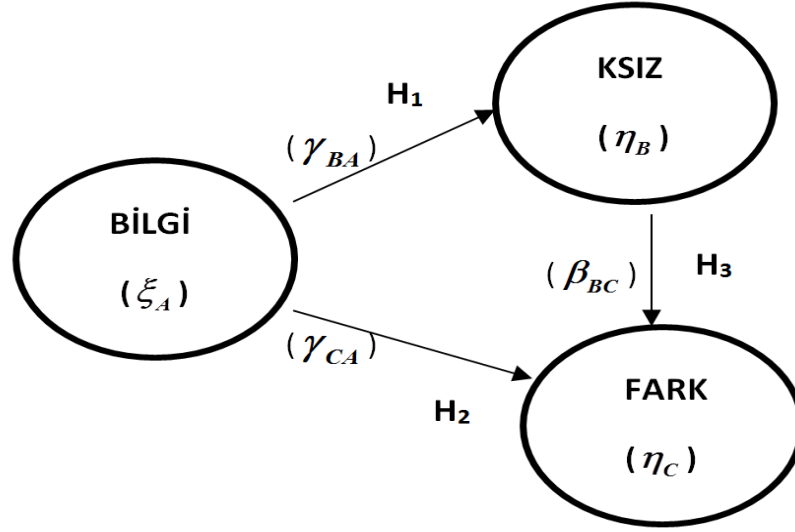 KSIZ
(η_B)
H₁
(γ_BA)
BİLGİ
(ξ_A)
(β_BC)
H₃
(γ_CA)
H₂
FARK
(η_C)